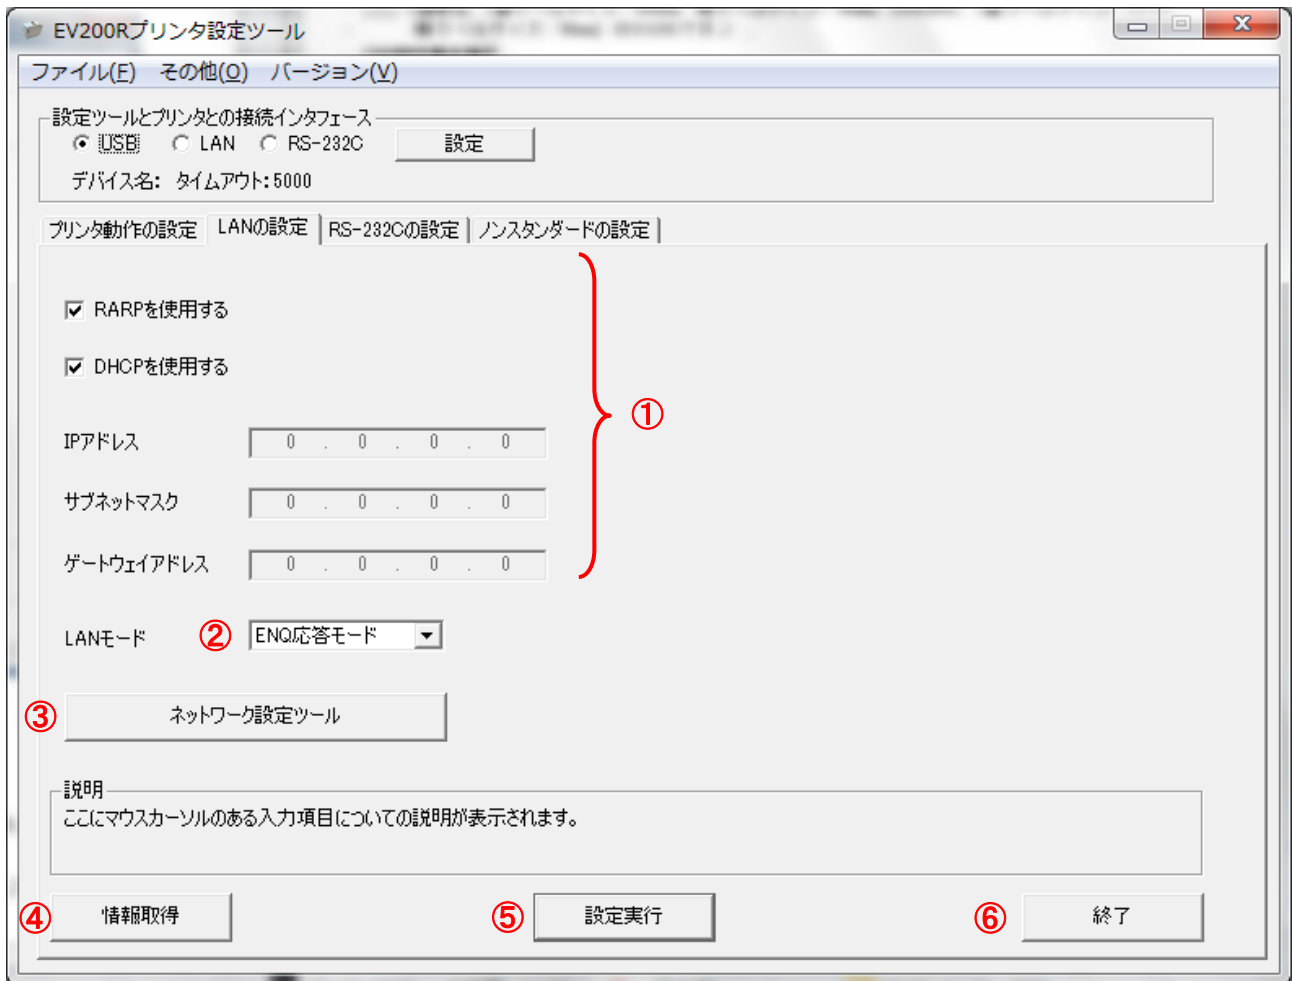 EV200Rプリンタ設定ツール
ファイル(F) その他(O) バージョン(V)
設定ツールとプリンタとの接続インタフェース
USB LAN RS-232C 設定
デバイス名: タイムアウト:5000
プリンタ動作の設定 LANの設定 RS-232Cの設定 ノンスタンダードの設定
RARPを使用する
DHCPを使用する
①
IPアドレス 0 . 0 . 0 . 0
サブネットマスク 0 . 0 . 0 . 0
ゲートウェイアドレス 0 . 0 . 0 . 0
LANモード ② ENQ応答モード
③ ネットワーク設定ツール
説明
ここにマウスカーソルのある入力項目についての説明が表示されます。
④ 情報取得 ⑤ 設定実行 ⑥ 終了